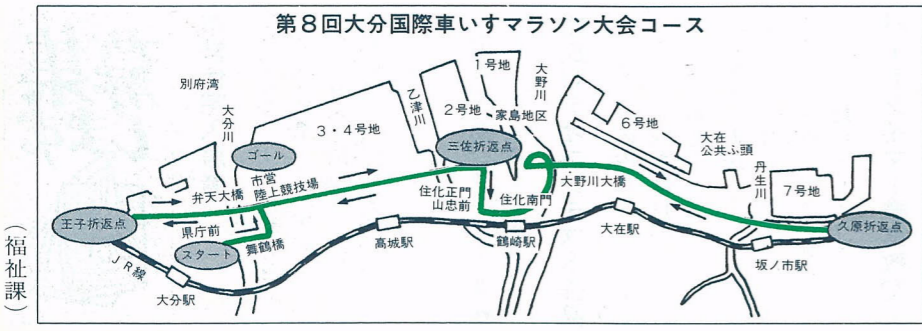 第8回大分国際車いすマラソン大会コース
別府湾
大分川
3・4号地
乙津川
2号地
1号地
家島地区
大野川
6号地
大在
公共ふ頭
丹生川
7号地
ゴール
市営
陸上競技場
三佐折返点
弁天大橋
住化正門
山忠前
住化南門
大野川大橋
王子折返点
県庁前
スタート
舞鶴橋
高城駅
鶴崎駅
大在駅
久原折返点
坂ノ市駅
JR線
大分駅
(福祉課)